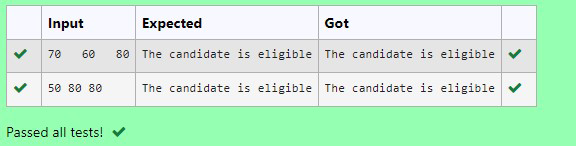 Input Expected Got
70   60   80 The candidate is eligible The candidate is eligible
50 80 80 The candidate is eligible The candidate is eligible
Passed all tests!